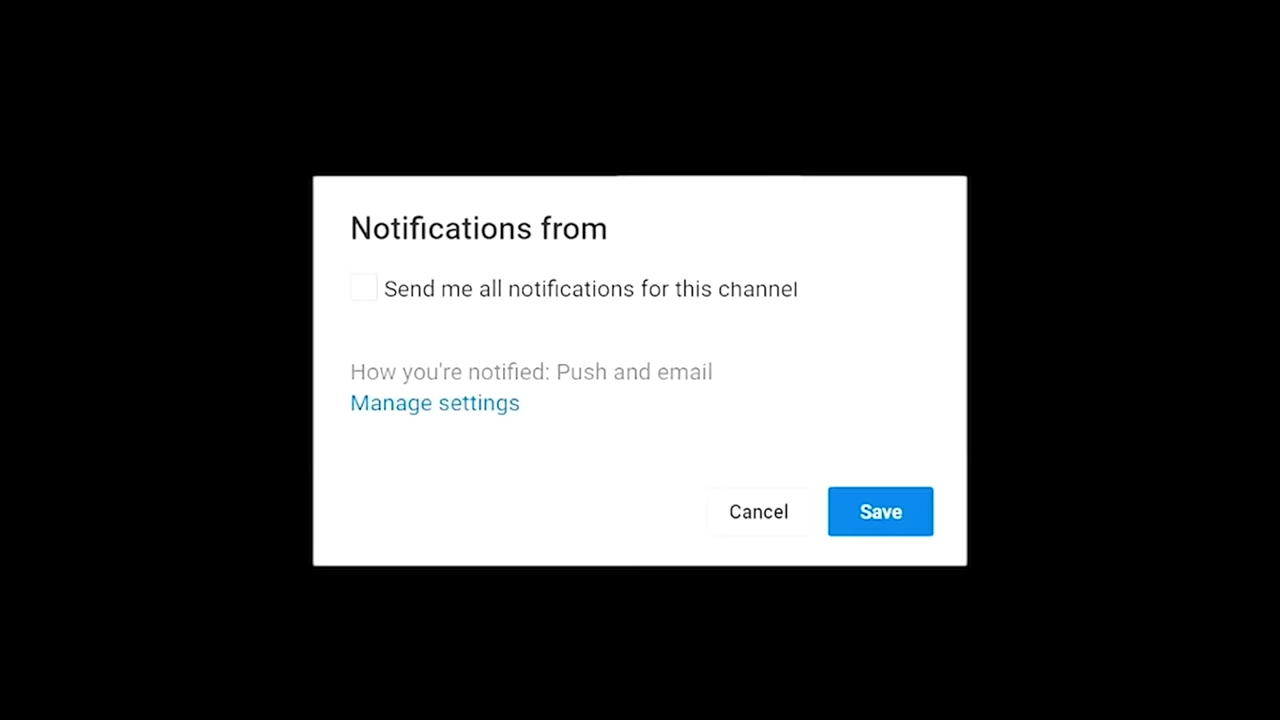 Notifications from
Send me all notifications for this channel
How you're notified: Push and email
Manage settings
Cancel Save